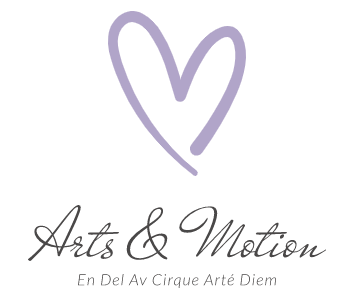 Arts & Motion
En Del Av Cirque Arté Diem